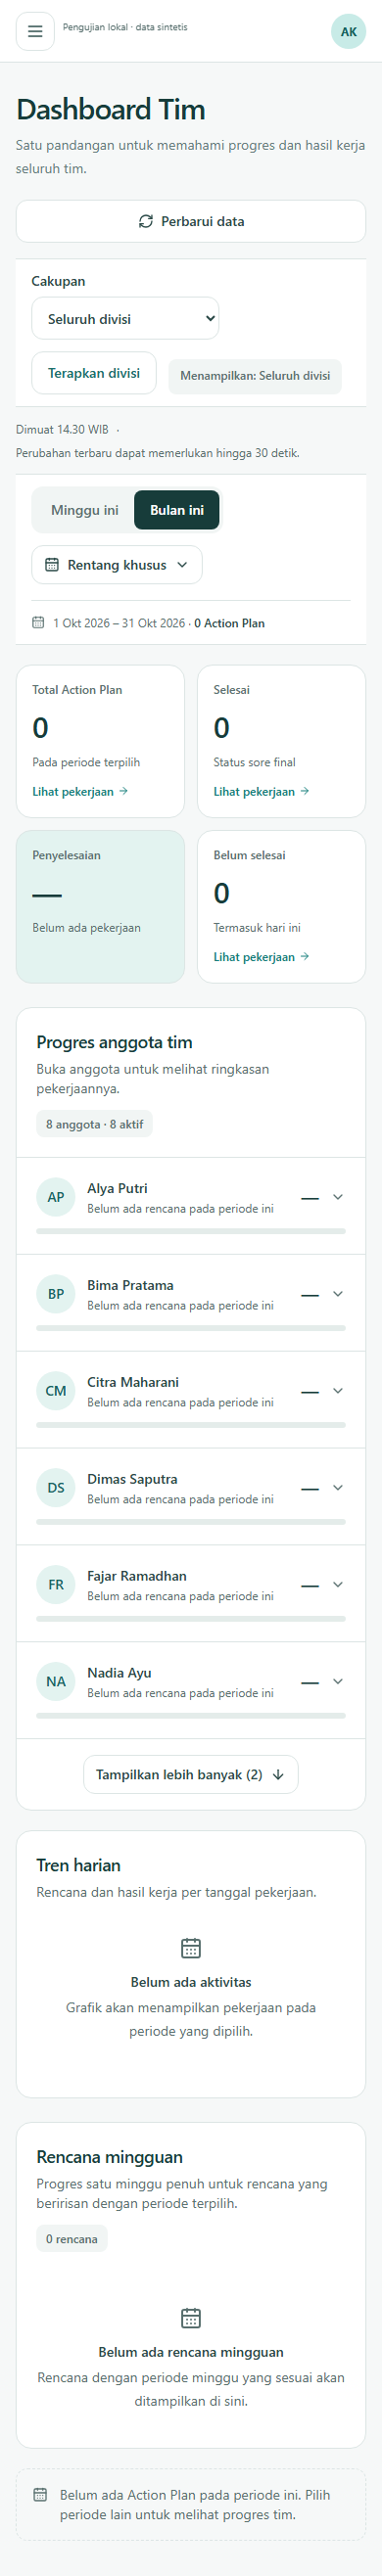 Pengujian lokal · data sintetis
AK
Dashboard Tim
Satu pandangan untuk memahami progres dan hasil kerja
seluruh tim.
Perbarui data
Cakupan
Seluruh divisi
Terapkan divisi
Menampilkan: Seluruh divisi
Dimuat 14.30 WIB ·
Perubahan terbaru dapat memerlukan hingga 30 detik.
Minggu ini
Bulan ini
Rentang khusus
1 Okt 2026 – 31 Okt 2026 · 0 Action Plan
Total Action Plan
0
Pada periode terpilih
Lihat pekerjaan →
Selesai
0
Status sore final
Lihat pekerjaan →
Penyelesaian
—
Belum ada pekerjaan
Belum selesai
0
Termasuk hari ini
Lihat pekerjaan →
Progres anggota tim
Buka anggota untuk melihat ringkasan
pekerjaannya.
8 anggota · 8 aktif
AP
Alya Putri
Belum ada rencana pada periode ini
—
BP
Bima Pratama
Belum ada rencana pada periode ini
—
CM
Citra Maharani
Belum ada rencana pada periode ini
—
DS
Dimas Saputra
Belum ada rencana pada periode ini
—
FR
Fajar Ramadhan
Belum ada rencana pada periode ini
—
NA
Nadia Ayu
Belum ada rencana pada periode ini
—
Tampilkan lebih banyak (2) ↓
Tren harian
Rencana dan hasil kerja per tanggal pekerjaan.
Belum ada aktivitas
Grafik akan menampilkan pekerjaan pada
periode yang dipilih.
Rencana mingguan
Progres satu minggu penuh untuk rencana yang
beririsan dengan periode terpilih.
0 rencana
Belum ada rencana mingguan
Rencana dengan periode minggu yang sesuai akan
ditampilkan di sini.
Belum ada Action Plan pada periode ini. Pilih
periode lain untuk melihat progres tim.